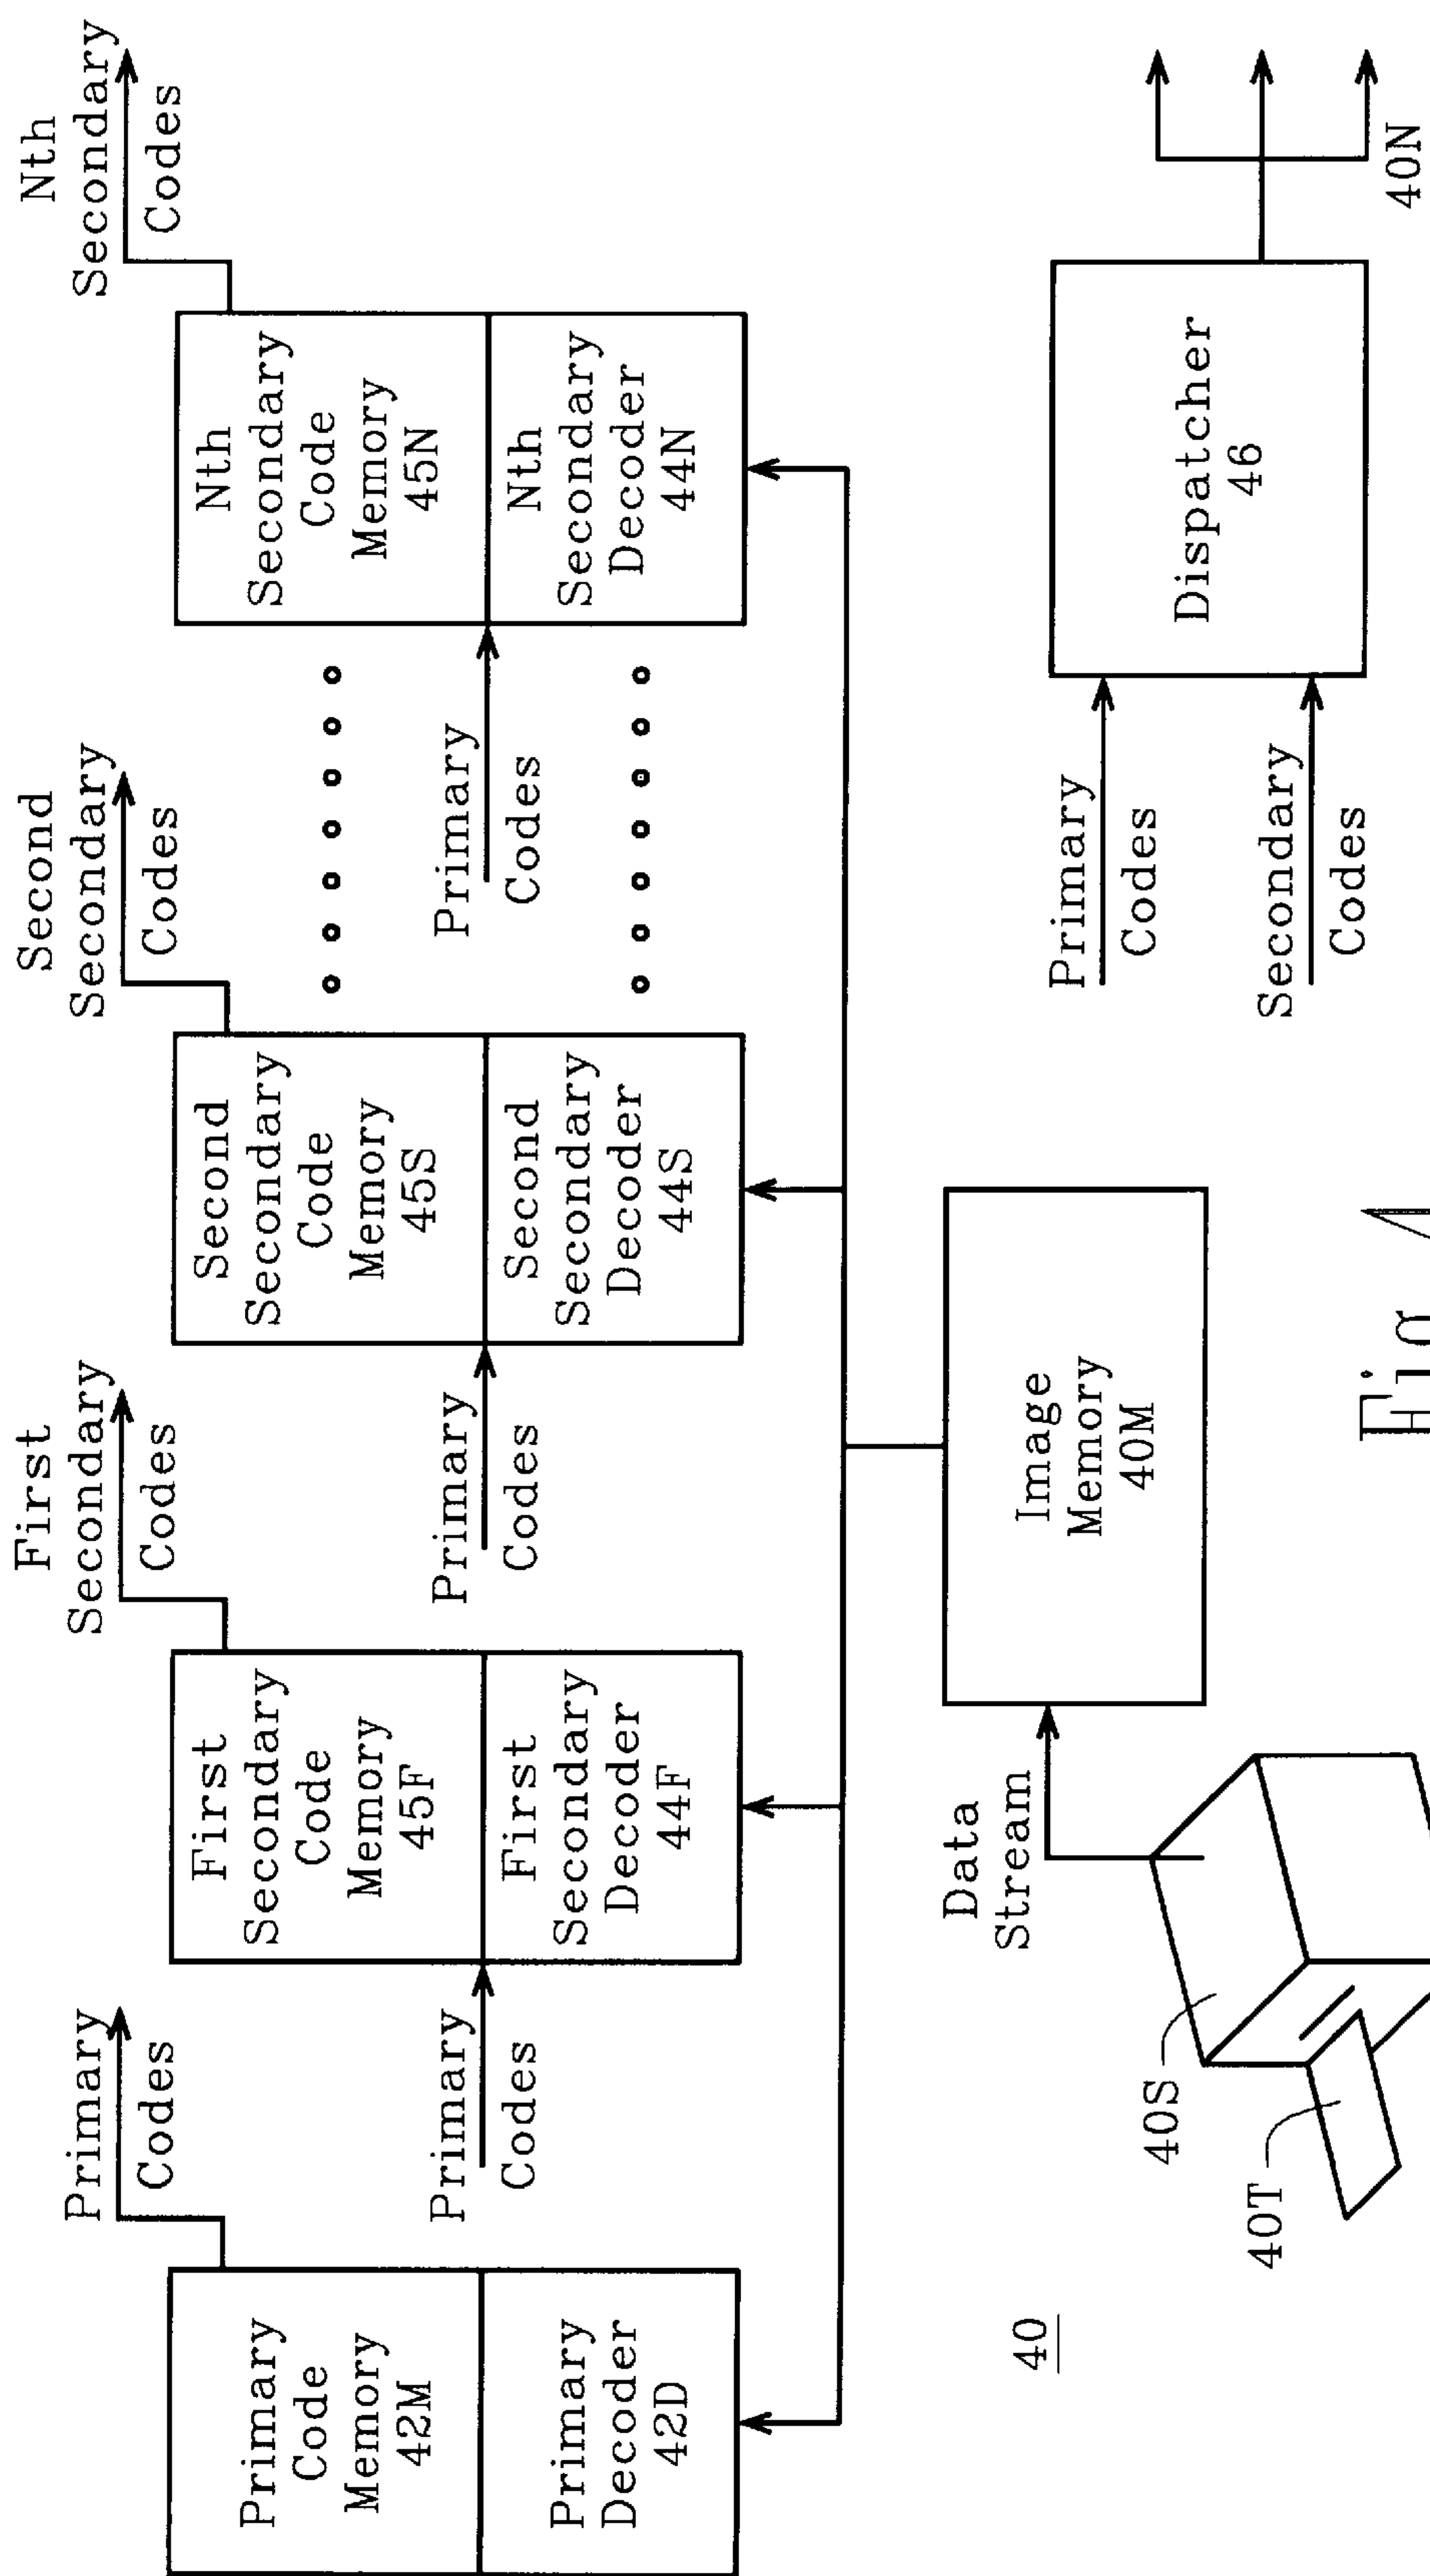 Primary
Codes
First
Secondary
Codes
Second
Secondary
Codes
Nth
Secondary
Codes
Primary
Code
Memory
42M
First
Secondary
Code
Memory
45F
Second
Secondary
Code
Memory
45S
Nth
Secondary
Code
Memory
45N
Primary
Codes
Primary
Codes
Primary
Codes
Primary
Decoder
42D
First
Secondary
Decoder
44F
Second
Secondary
Decoder
44S
Nth
Secondary
Decoder
44N
40
Data
Stream
Image
Memory
40M
Primary
Codes
Secondary
Codes
Dispatcher
46
40N
40S
40T
Fig